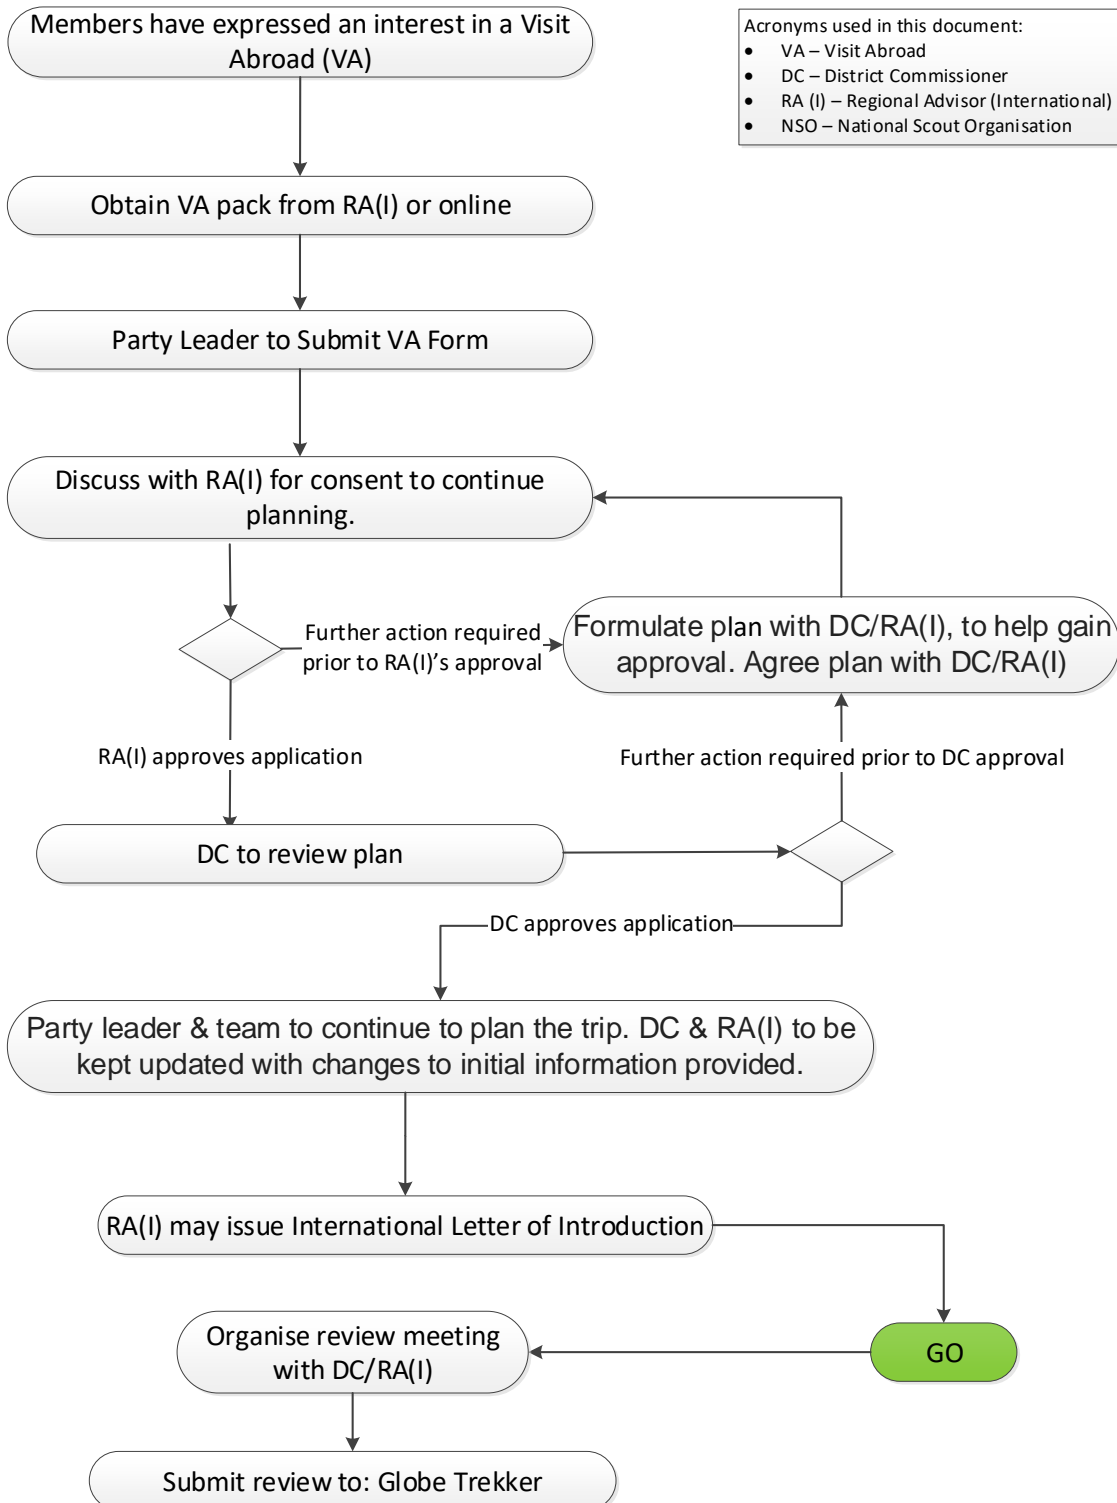 Members have expressed an interest in a Visit
Abroad (VA)
Acronyms used in this document:
• VA – Visit Abroad
• DC – District Commissioner
• RA (I) – Regional Advisor (International)
• NSO – National Scout Organisation
Obtain VA pack from RA(I) or online
Party Leader to Submit VA Form
Discuss with RA(I) for consent to continue
planning.
Further action required
prior to RA(I)’s approval
Formulate plan with DC/RA(I), to help gain
approval. Agree plan with DC/RA(I)
RA(I) approves application
Further action required prior to DC approval
DC to review plan
DC approves application
Party leader & team to continue to plan the trip. DC & RA(I) to be
kept updated with changes to initial information provided.
RA(I) may issue International Letter of Introduction
GO
Organise review meeting
with DC/RA(I)
Submit review to: Globe Trekker